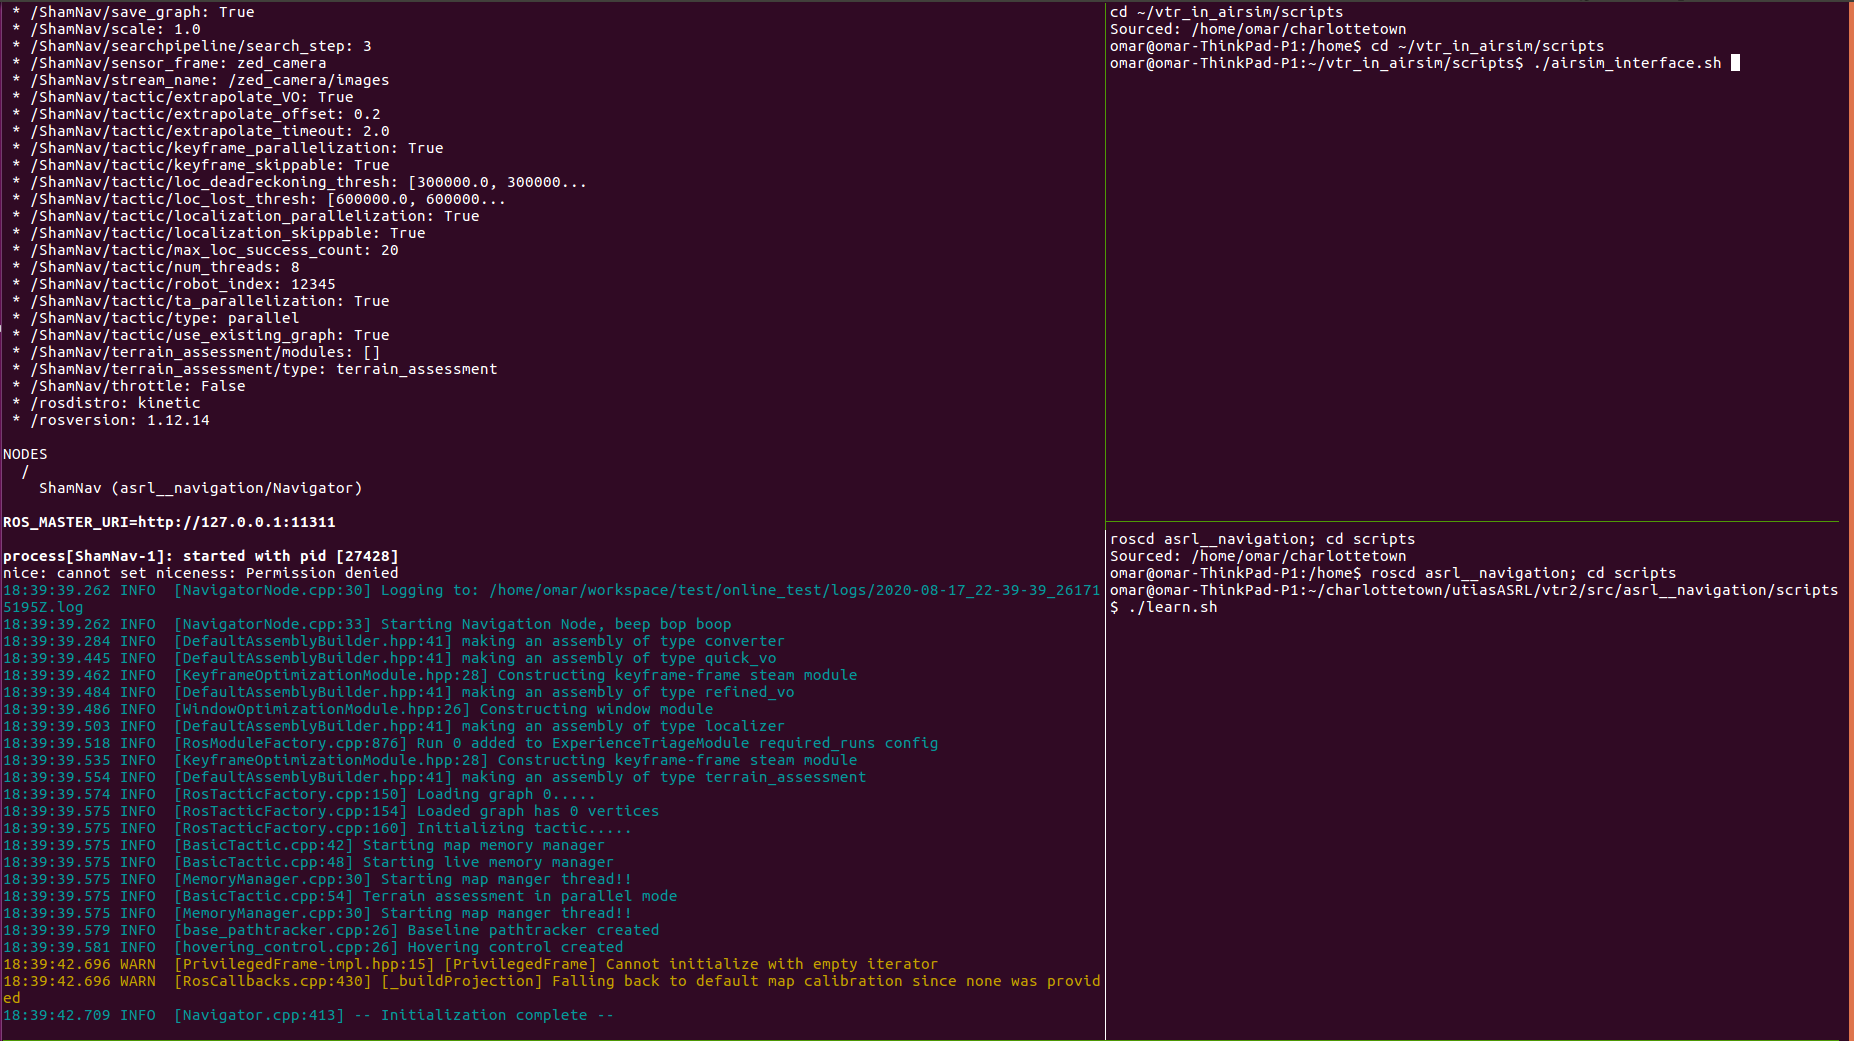 * /ShamNav/save_graph: True
 * /ShamNav/scale: 1.0
 * /ShamNav/searchpipeline/search_step: 3
 * /ShamNav/sensor_frame: zed_camera
 * /ShamNav/stream_name: /zed_camera/images
 * /ShamNav/tactic/extrapolate_VO: True
 * /ShamNav/tactic/extrapolate_offset: 0.2
 * /ShamNav/tactic/extrapolate_timeout: 2.0
 * /ShamNav/tactic/keyframe_parallelization: True
 * /ShamNav/tactic/keyframe_skippable: True
 * /ShamNav/tactic/loc_deadreckoning_thresh: [300000.0, 300000...
 * /ShamNav/tactic/loc_lost_thresh: [600000.0, 600000...
 * /ShamNav/tactic/localization_parallelization: True
 * /ShamNav/tactic/localization_skippable: True
 * /ShamNav/tactic/max_loc_success_count: 20
 * /ShamNav/tactic/num_threads: 8
 * /ShamNav/tactic/robot_index: 12345
 * /ShamNav/tactic/ta_parallelization: True
 * /ShamNav/tactic/type: parallel
 * /ShamNav/tactic/use_existing_graph: True
 * /ShamNav/terrain_assessment/modules: []
 * /ShamNav/terrain_assessment/type: terrain_assessment
 * /ShamNav/throttle: False
 * /rosdistro: kinetic
 * /rosversion: 1.12.14
NODES
  /
    ShamNav (asrl__navigation/Navigator)
ROS_MASTER_URI=http://127.0.0.1:11311
process[ShamNav-1]: started with pid [27428]
nice: cannot set niceness: Permission denied
18:39:39.262 INFO  [NavigatorNode.cpp:30] Logging to: /home/omar/workspace/test/online_test/logs/2020-08-17_22-39-39_26171
5195Z.log
18:39:39.262 INFO  [NavigatorNode.cpp:33] Starting Navigation Node, beep bop boop
18:39:39.284 INFO  [DefaultAssemblyBuilder.hpp:41] making an assembly of type converter
18:39:39.445 INFO  [DefaultAssemblyBuilder.hpp:41] making an assembly of type quick_vo
18:39:39.462 INFO  [KeyframeOptimizationModule.hpp:28] Constructing keyframe-frame steam module
18:39:39.484 INFO  [DefaultAssemblyBuilder.hpp:41] making an assembly of type refined_vo
18:39:39.486 INFO  [WindowOptimizationModule.hpp:26] Constructing window module
18:39:39.503 INFO  [DefaultAssemblyBuilder.hpp:41] making an assembly of type localizer
18:39:39.518 INFO  [RosModuleFactory.cpp:876] Run 0 added to ExperienceTriageModule required_runs config
18:39:39.535 INFO  [KeyframeOptimizationModule.hpp:28] Constructing keyframe-frame steam module
18:39:39.554 INFO  [DefaultAssemblyBuilder.hpp:41] making an assembly of type terrain_assessment
18:39:39.574 INFO  [RosTacticFactory.cpp:150] Loading graph 0.....
18:39:39.575 INFO  [RosTacticFactory.cpp:154] Loaded graph has 0 vertices
18:39:39.575 INFO  [RosTacticFactory.cpp:160] Initializing tactic.....
18:39:39.575 INFO  [BasicTactic.cpp:42] Starting map memory manager
18:39:39.575 INFO  [BasicTactic.cpp:48] Starting live memory manager
18:39:39.575 INFO  [MemoryManager.cpp:30] Starting map manger thread!!
18:39:39.575 INFO  [BasicTactic.cpp:54] Terrain assessment in parallel mode
18:39:39.575 INFO  [MemoryManager.cpp:30] Starting map manger thread!!
18:39:39.579 INFO  [base_pathtracker.cpp:26] Baseline pathtracker created
18:39:39.581 INFO  [hovering_control.cpp:26] Hovering control created
18:39:42.696 WARN  [PrivilegedFrame-impl.hpp:15] [PrivilegedFrame] Cannot initialize with empty iterator
18:39:42.696 WARN  [RosCallbacks.cpp:430] [_buildProjection] Falling back to default map calibration since none was provid
ed
18:39:42.709 INFO  [Navigator.cpp:413] -- Initialization complete --
cd ~/vtr_in_airsim/scripts
Sourced: /home/omar/charlottetown
omar@omar-ThinkPad-P1:/home$ cd ~/vtr_in_airsim/scripts
omar@omar-ThinkPad-P1:~/vtr_in_airsim/scripts$ ./airsim_interface.sh
roscd asrl__navigation; cd scripts
Sourced: /home/omar/charlottetown
omar@omar-ThinkPad-P1:/home$ roscd asrl__navigation; cd scripts
omar@omar-ThinkPad-P1:~/charlottetown/utiasASRL/vtr2/src/asrl__navigation/scripts
$ ./learn.sh